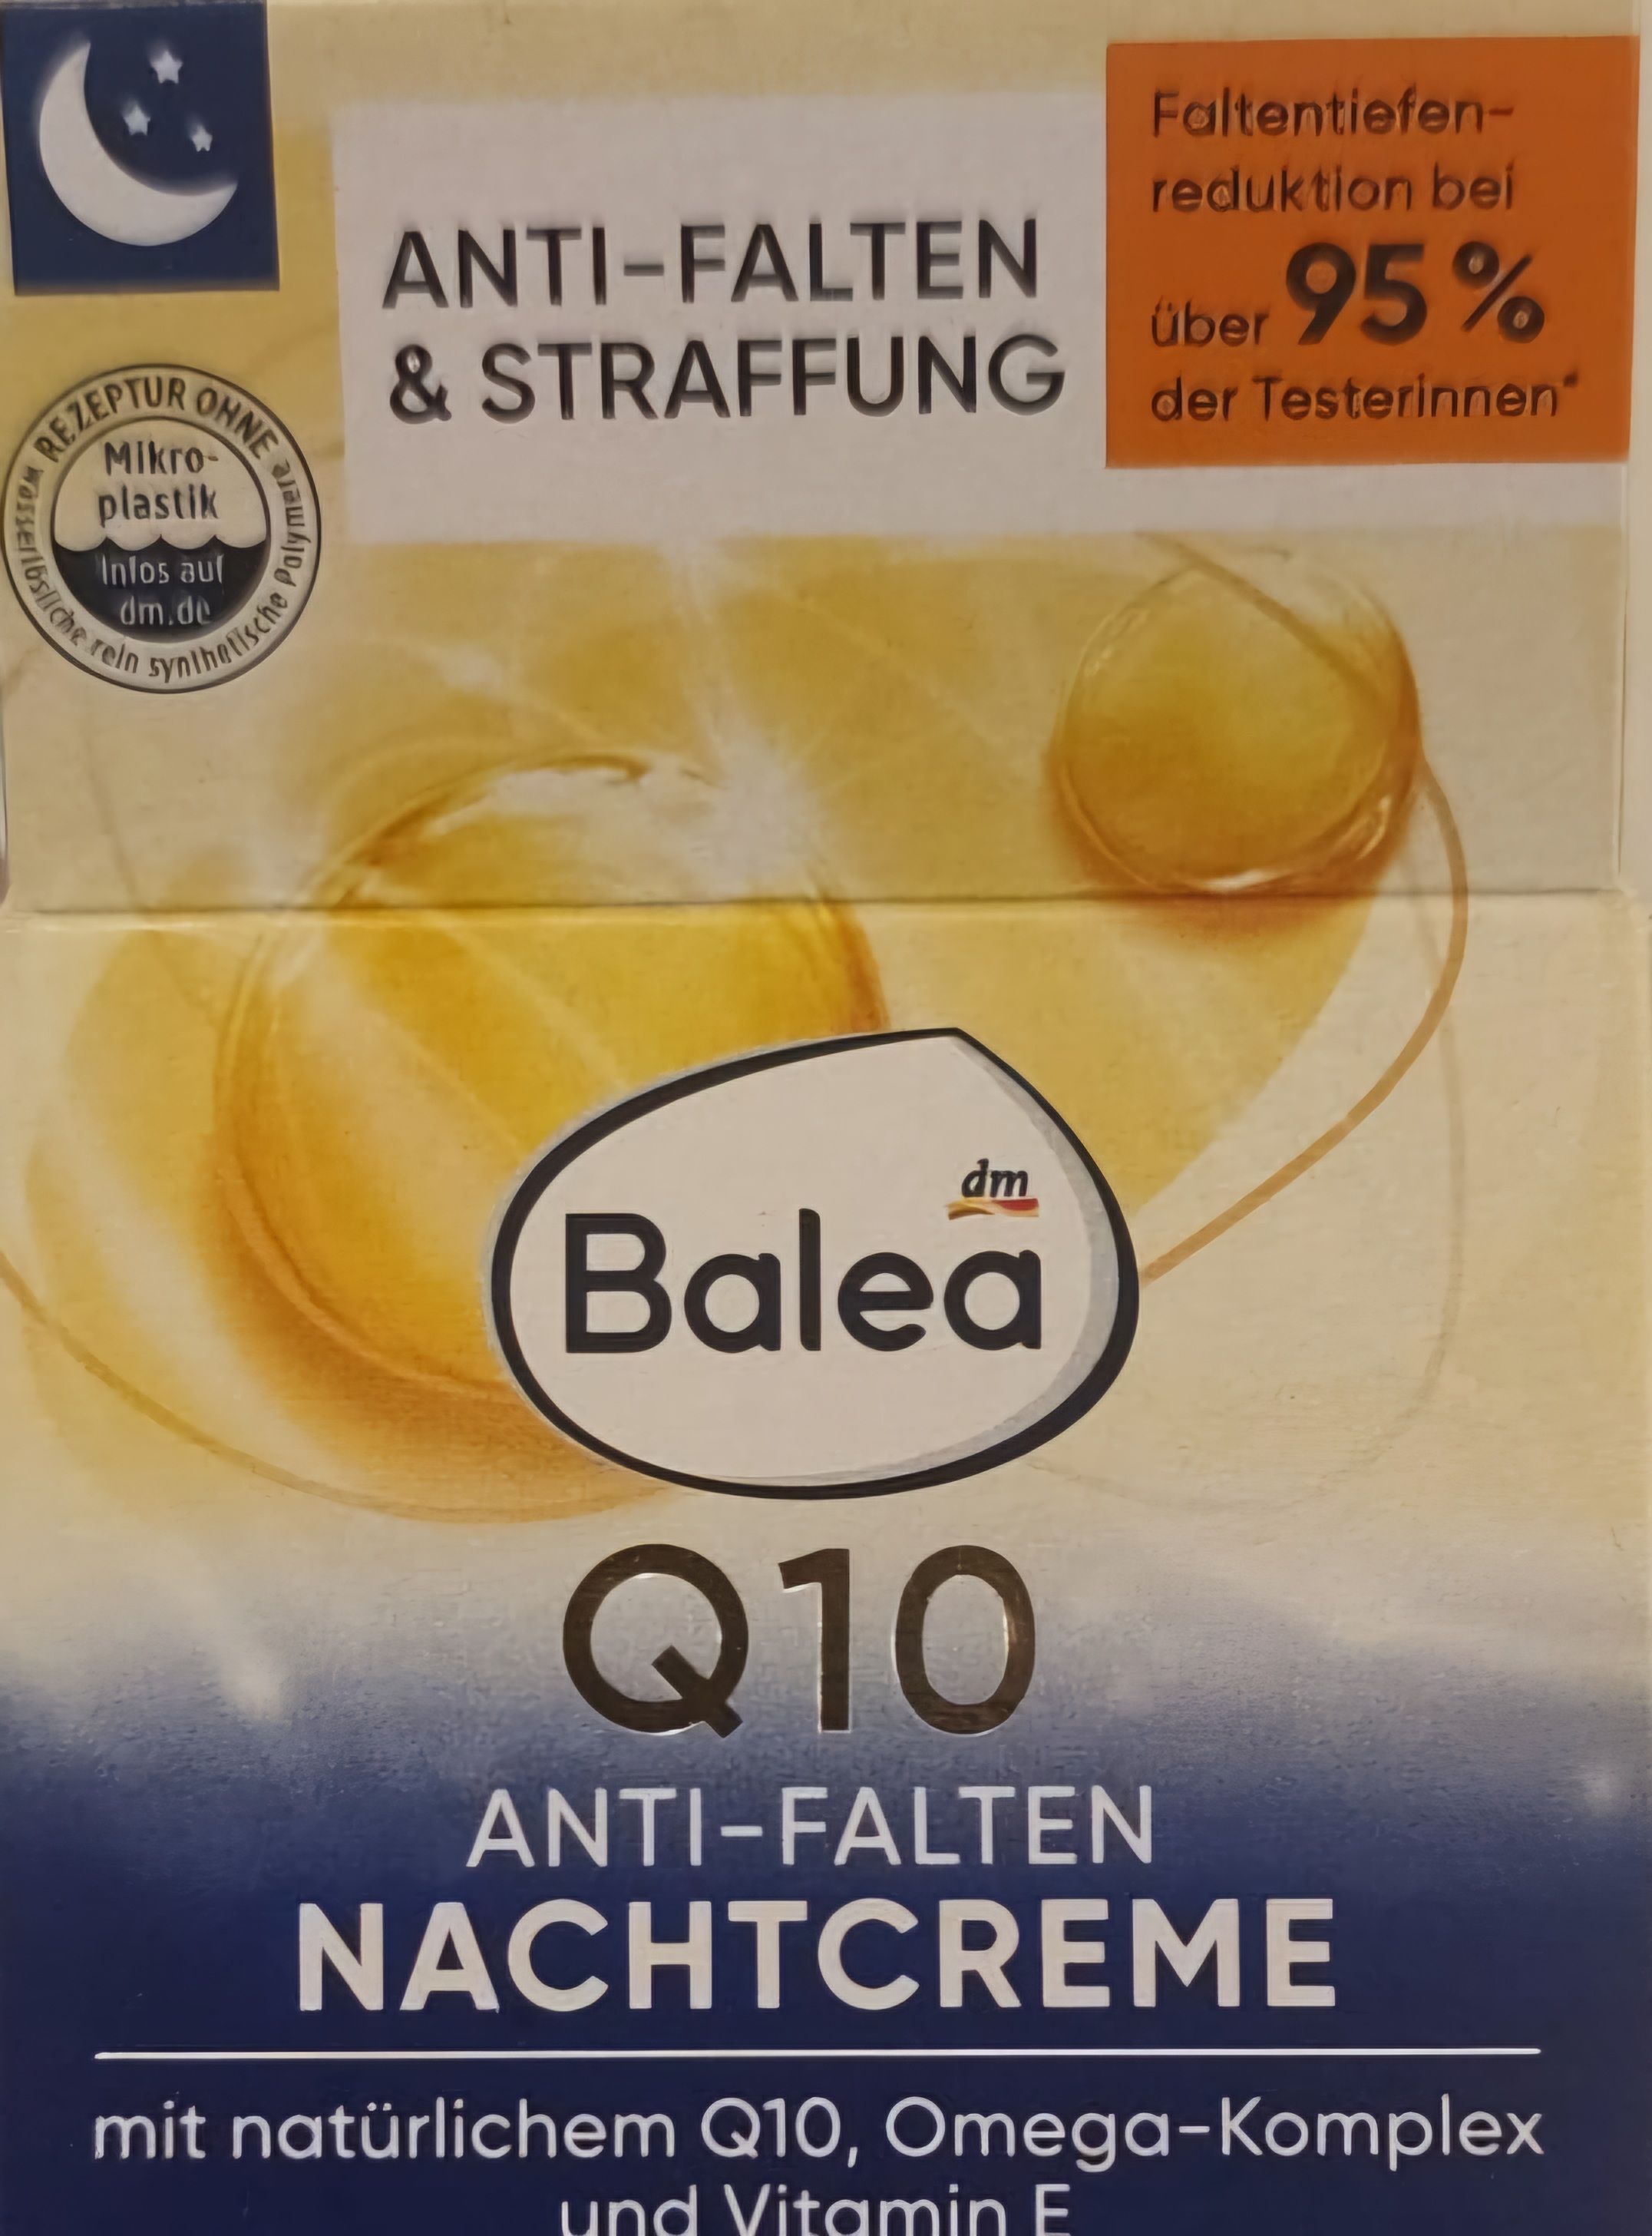 ANTI-FALTEN
& STRAFFUNG
Faltentiefen-
reduktion bei
über 95 %
der Testerinnen*
REZEPTUR OHNE
Mikro-
plastik
Infos auf
dm.de
wasserlösliche rein synthetische Polymere
dm
Balea
Q10
ANTI-FALTEN
NACHTCREME
mit natürlichem Q10, Omega-Komplex
und Vitamin E